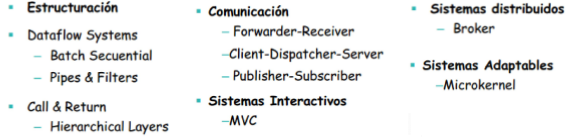 Estructuración
Dataflow Systems
– Batch Secuential
– Pipes & Filters
Call & Return
– Hierarchical Layers
Comunicación
– Forwarder-Receiver
–Client-Dispatcher-Server
– Publisher-Subscriber
Sistemas Interactivos
–MVC
Sistemas distribuidos
– Broker
Sistemas Adaptables
–Microkernel